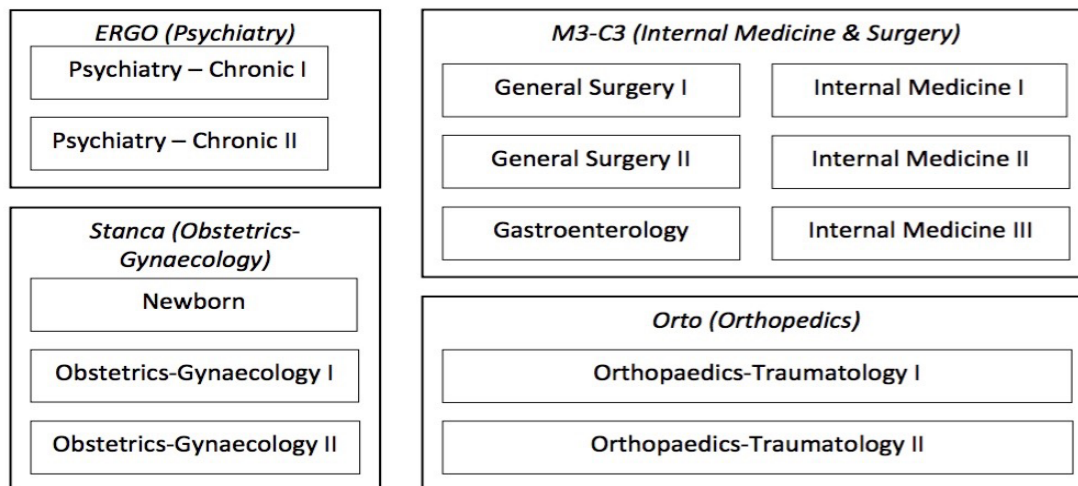 ERGO (Psychiatry)
Psychiatry – Chronic I
Psychiatry – Chronic II
Stanca (Obstetrics-
Gynaecology)
Newborn
Obstetrics-Gynaecology I
Obstetrics-Gynaecology II
M3-C3 (Internal Medicine & Surgery)
General Surgery I
Internal Medicine I
General Surgery II
Internal Medicine II
Gastroenterology
Internal Medicine III
Orto (Orthopedics)
Orthopaedics-Traumatology I
Orthopaedics-Traumatology II